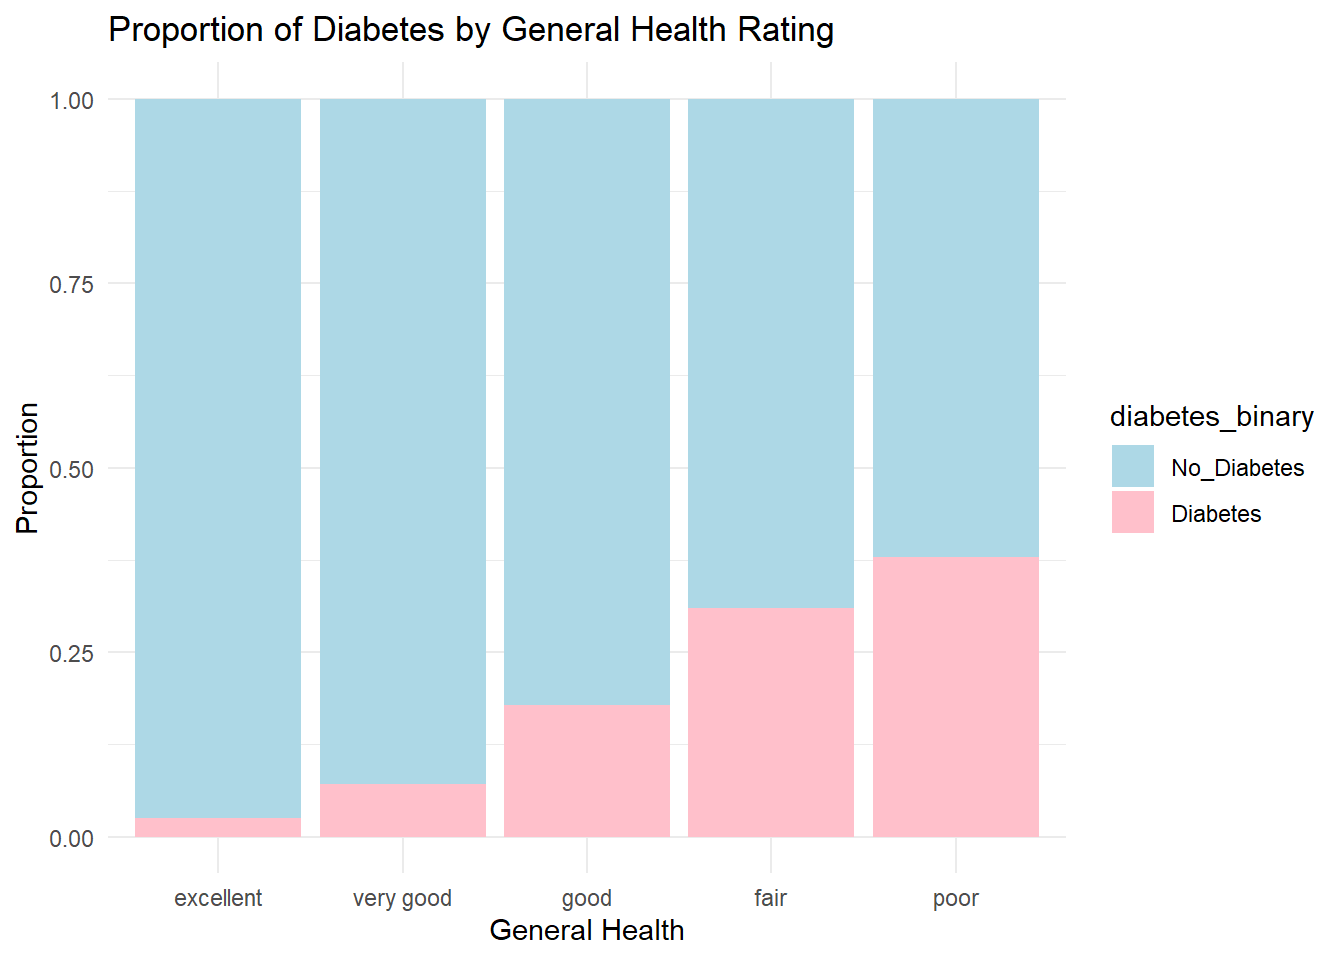 Proportion of Diabetes by General Health Rating
1.00
0.75
0.50
0.25
0.00
Proportion
excellent very good good fair poor
General Health
diabetes_binary
No_Diabetes
Diabetes